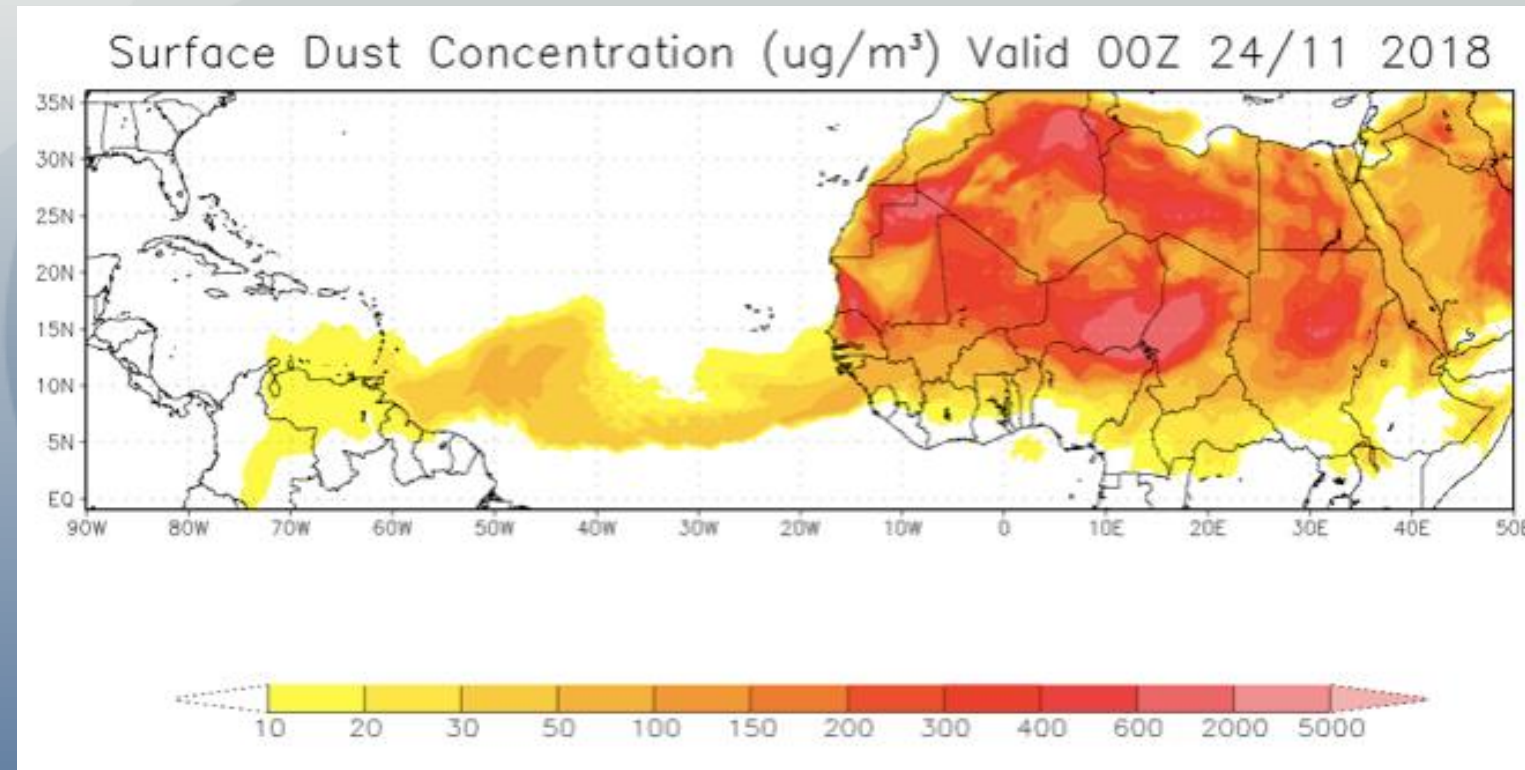 Surface Dust Concentration (ug/m³) Valid 00Z 24/11 2018
35N
30N
25N
20N
15N
10N
5N
EQ
90W 80W 70W 60W 50W 40W 30W 20W 10W 0 10E 20E 30E 40E 50E
10 20 30 50 100 150 200 300 400 600 2000 5000